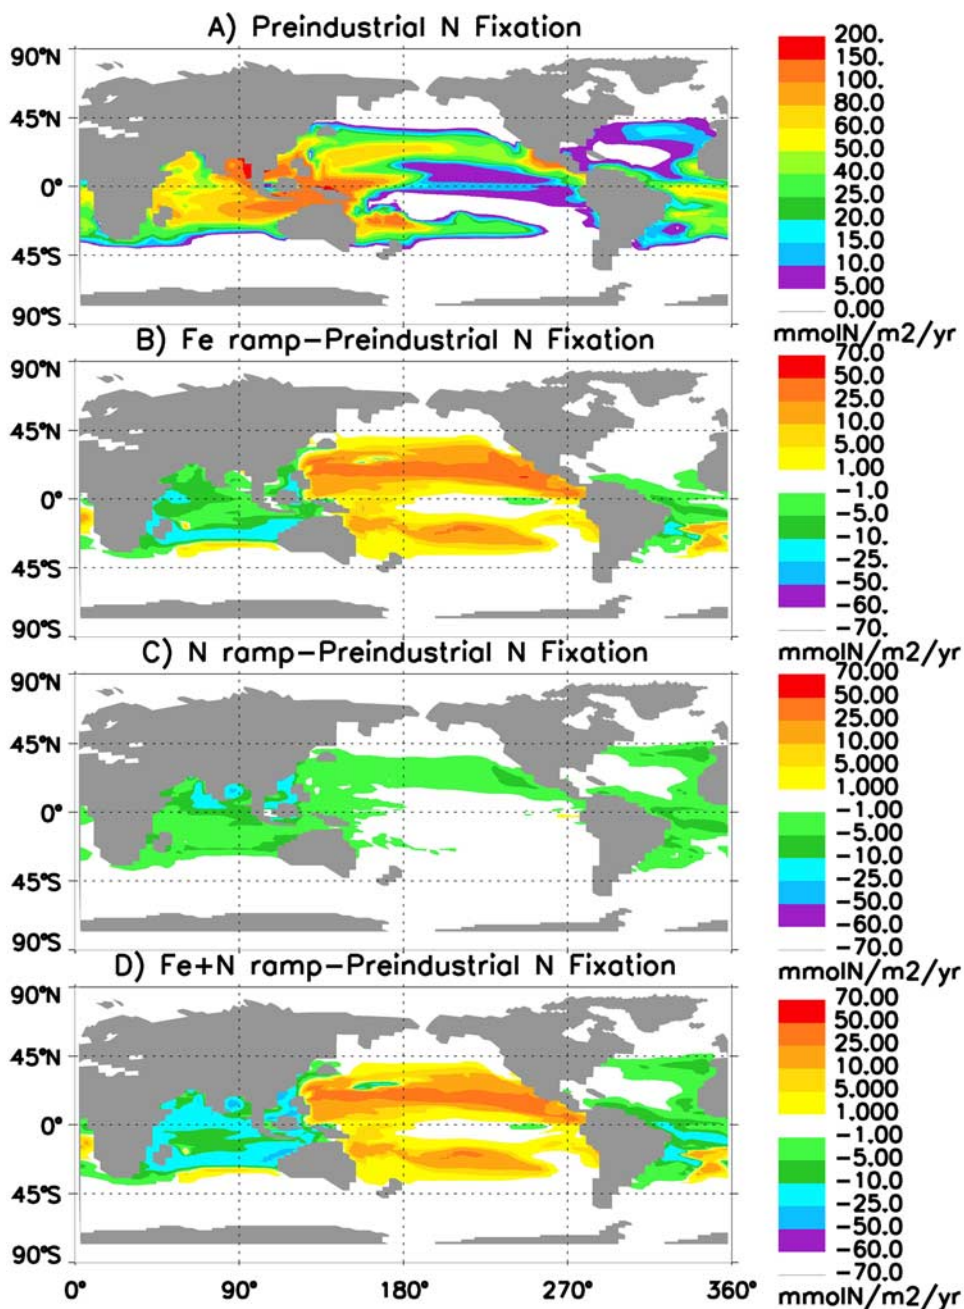 A) Preindustrial N Fixation
90°N
45°N
0°
45°S
90°S
200.
150.
100.
80.0
60.0
50.0
40.0
25.0
20.0
15.0
10.0
5.00
0.00
mmolN/m2/yr
B) Fe ramp-Preindustrial N Fixation
90°N
45°N
0°
45°S
90°S
70.0
50.0
25.0
10.0
5.00
1.00
-1.0
-5.0
-10.
-25.
-50.
-60.
-70.
mmolN/m2/yr
C) N ramp-Preindustrial N Fixation
90°N
45°N
0°
45°S
90°S
70.00
50.00
25.00
10.00
5.000
1.000
-1.00
-5.00
-10.0
-25.0
-50.0
-60.0
-70.0
mmolN/m2/yr
D) Fe+N ramp-Preindustrial N Fixation
90°N
45°N
0°
45°S
90°S
70.00
50.00
25.00
10.00
5.000
1.000
-1.00
-5.00
-10.0
-25.0
-50.0
-60.0
-70.0
mmolN/m2/yr
0° 90° 180° 270° 360°